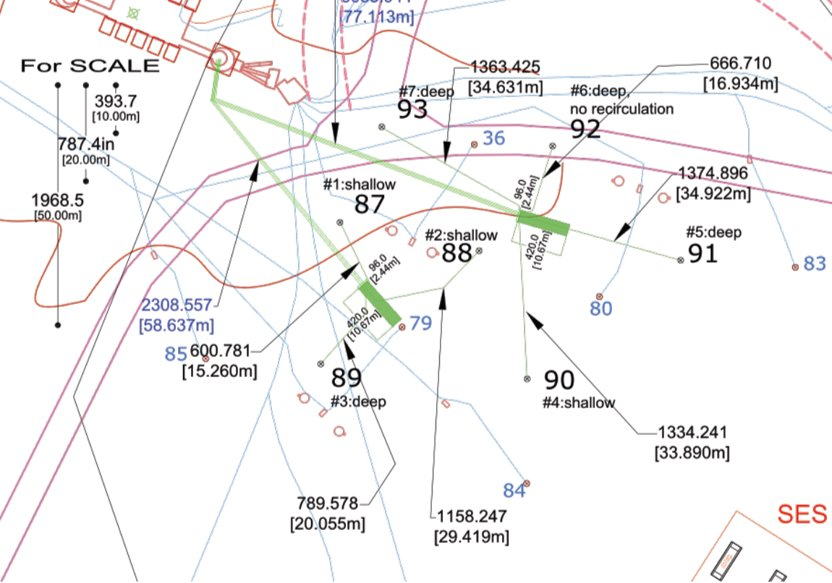 [77.113m]
For SCALE
393.7
[10.00m]
787.4in
[20.00m]
1968.5
[50.00m]
1363.425
[34.631m]
666.710
[16.934m]
#7:deep
93
#6:deep,
no recirculation
92
36
1374.896
[34.922m]
#1:shallow
87
96.0
[2.44m]
#2:shallow
88
#5:deep
91
83
420.0
[10.67m]
96.0
[2.44m]
2308.557
[58.637m]
80
420.0
[10.67m]
79
85
600.781
[15.260m]
89
#3:deep
90
#4:shallow
1334.241
[33.890m]
84
789.578
[20.055m]
1158.247
[29.419m]
SES